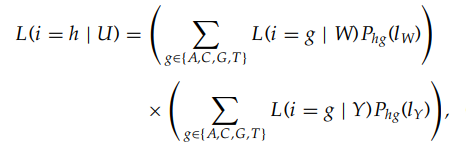 L(i = h | U) = ( ∑_{g∈{A,C,G,T}} L(i = g | W)P_{hg}(l_W) )
× ( ∑_{g∈{A,C,G,T}} L(i = g | Y)P_{hg}(l_Y) ),